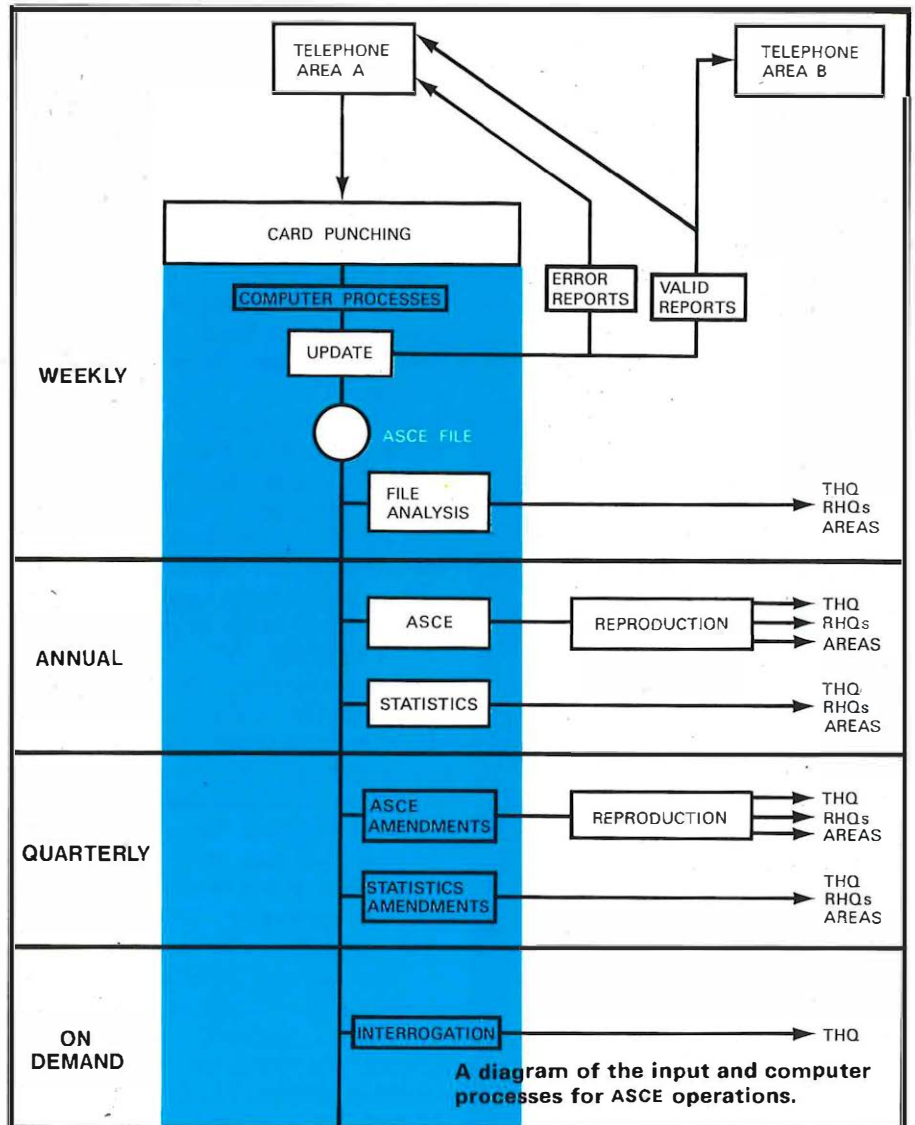 TELEPHONE
AREA A
TELEPHONE
AREA B
CARD PUNCHING
COMPUTER PROCESSES
ERROR
REPORTS
VALID
REPORTS
UPDATE
WEEKLY
ASCE FILE
FILE
ANALYSIS
THQ
RHQs
AREAS
ANNUAL
ASCE
REPRODUCTION
THQ
RHQs
AREAS
STATISTICS
THQ
RHQs
AREAS
QUARTERLY
ASCE
AMENDMENTS
REPRODUCTION
THQ
RHQs
AREAS
STATISTICS
AMENDMENTS
THQ
RHQs
AREAS
ON
DEMAND
INTERROGATION
THQ
A diagram of the input and computer
processes for ASCE operations.